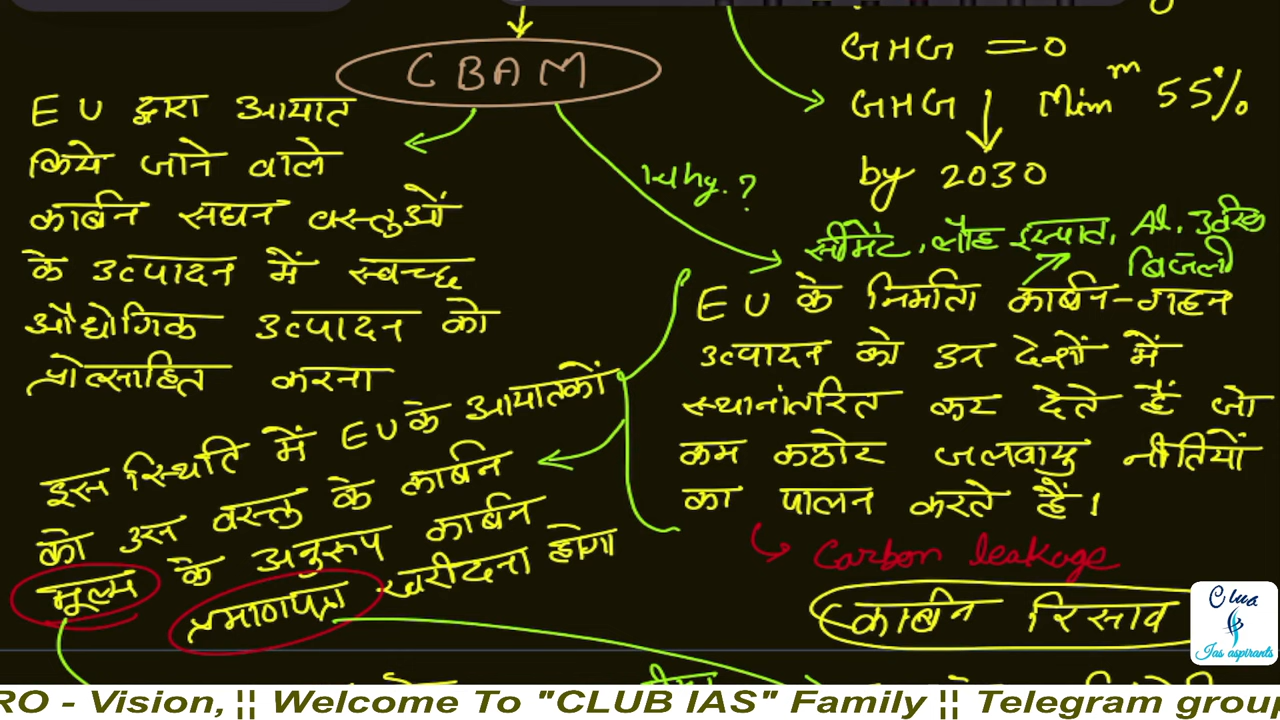 CBAM
EU द्वारा आयात
किये जाने वाले
कार्बन सघन वस्तुओं
के उत्पादन में स्वच्छ
औद्योगिक उत्पादन को
प्रोत्साहित करना
इस स्थिति में EU के आयातकों
को उस वस्तु के कार्बन
मूल्य के अनुरूप कार्बन
प्रमाणपत्र खरीदना होगा
GHG = 0
GHG ↓ Minm 55%
by 2030
Why.?
सीमेंट, लौह इस्पात, Al, उर्वरक
बिजली
EU के निर्माता कार्बन-गहन
उत्पादन को उन देशों में
स्थानांतरित कर देते हैं जो
कम कठोर जलवायु नीतियों
का पालन करते हैं।
Carbon leakage
कार्बन रिसाव
Club
Ias aspirants
RO - Vision, ¦¦ Welcome To "CLUB IAS" Family ¦¦ Telegram group